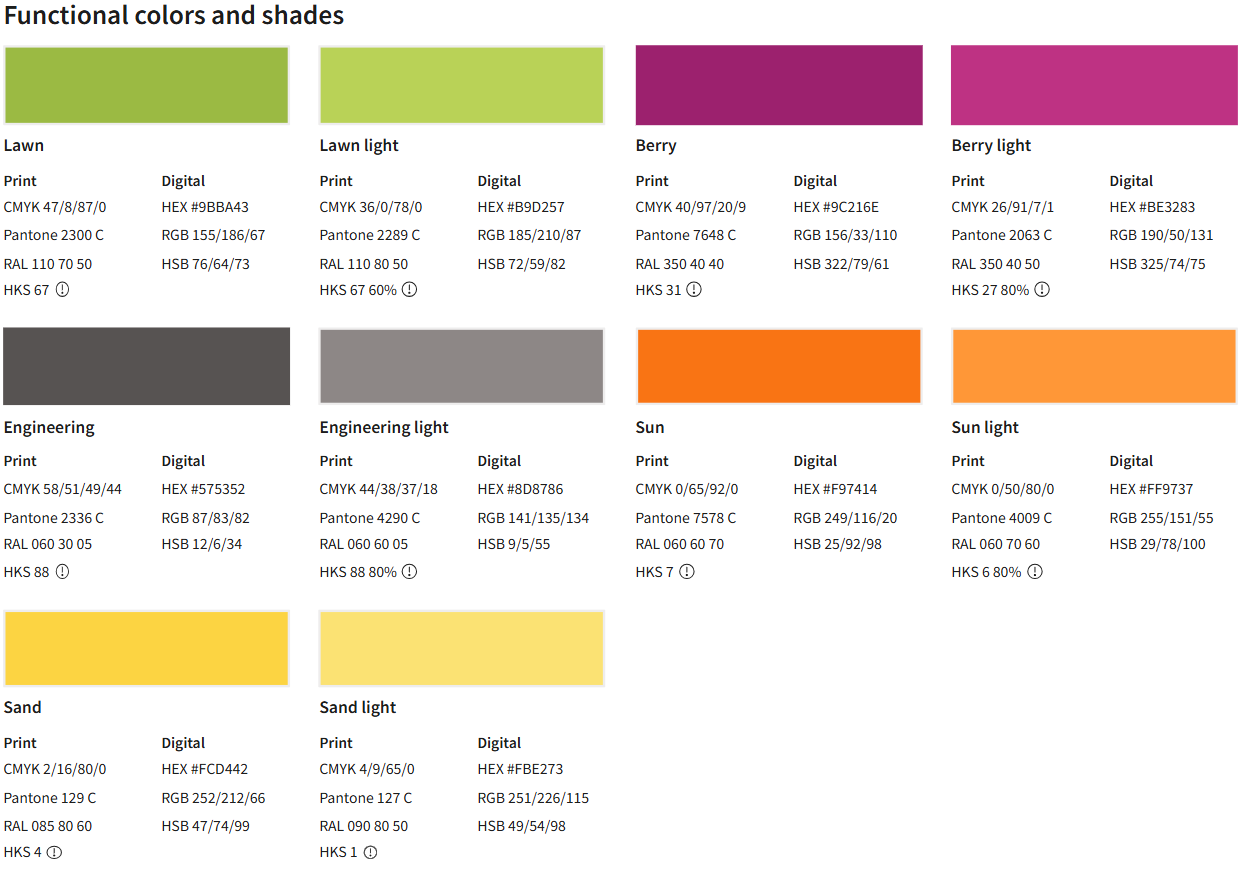 Functional colors and shades
Lawn
Print
CMYK 47/8/87/0
Pantone 2300 C
RAL 110 70 50
HKS 67
Digital
HEX #9BBA43
RGB 155/186/67
HSB 76/64/73
Lawn light
Print
CMYK 36/0/78/0
Pantone 2289 C
RAL 110 80 50
HKS 67 60%
Digital
HEX #B9D257
RGB 185/210/87
HSB 72/59/82
Berry
Print
CMYK 40/97/20/9
Pantone 7648 C
RAL 350 40 40
HKS 31
Digital
HEX #9C216E
RGB 156/33/110
HSB 322/79/61
Berry light
Print
CMYK 26/91/7/1
Pantone 2063 C
RAL 350 40 50
HKS 27 80%
Digital
HEX #BE3283
RGB 190/50/131
HSB 325/74/75
Engineering
Print
CMYK 58/51/49/44
Pantone 2336 C
RAL 060 30 05
HKS 88
Digital
HEX #575352
RGB 87/83/82
HSB 12/6/34
Engineering light
Print
CMYK 44/38/37/18
Pantone 4290 C
RAL 060 60 05
HKS 88 80%
Digital
HEX #8D8786
RGB 141/135/134
HSB 9/5/55
Sun
Print
CMYK 0/65/92/0
Pantone 7578 C
RAL 060 60 70
HKS 7
Digital
HEX #F97414
RGB 249/116/20
HSB 25/92/98
Sun light
Print
CMYK 0/50/80/0
Pantone 4009 C
RAL 060 70 60
HKS 6 80%
Digital
HEX #FF9737
RGB 255/151/55
HSB 29/78/100
Sand
Print
CMYK 2/16/80/0
Pantone 129 C
RAL 085 80 60
HKS 4
Digital
HEX #FCD442
RGB 252/212/66
HSB 47/74/99
Sand light
Print
CMYK 4/9/65/0
Pantone 127 C
RAL 090 80 50
HKS 1
Digital
HEX #FBE273
RGB 251/226/115
HSB 49/54/98